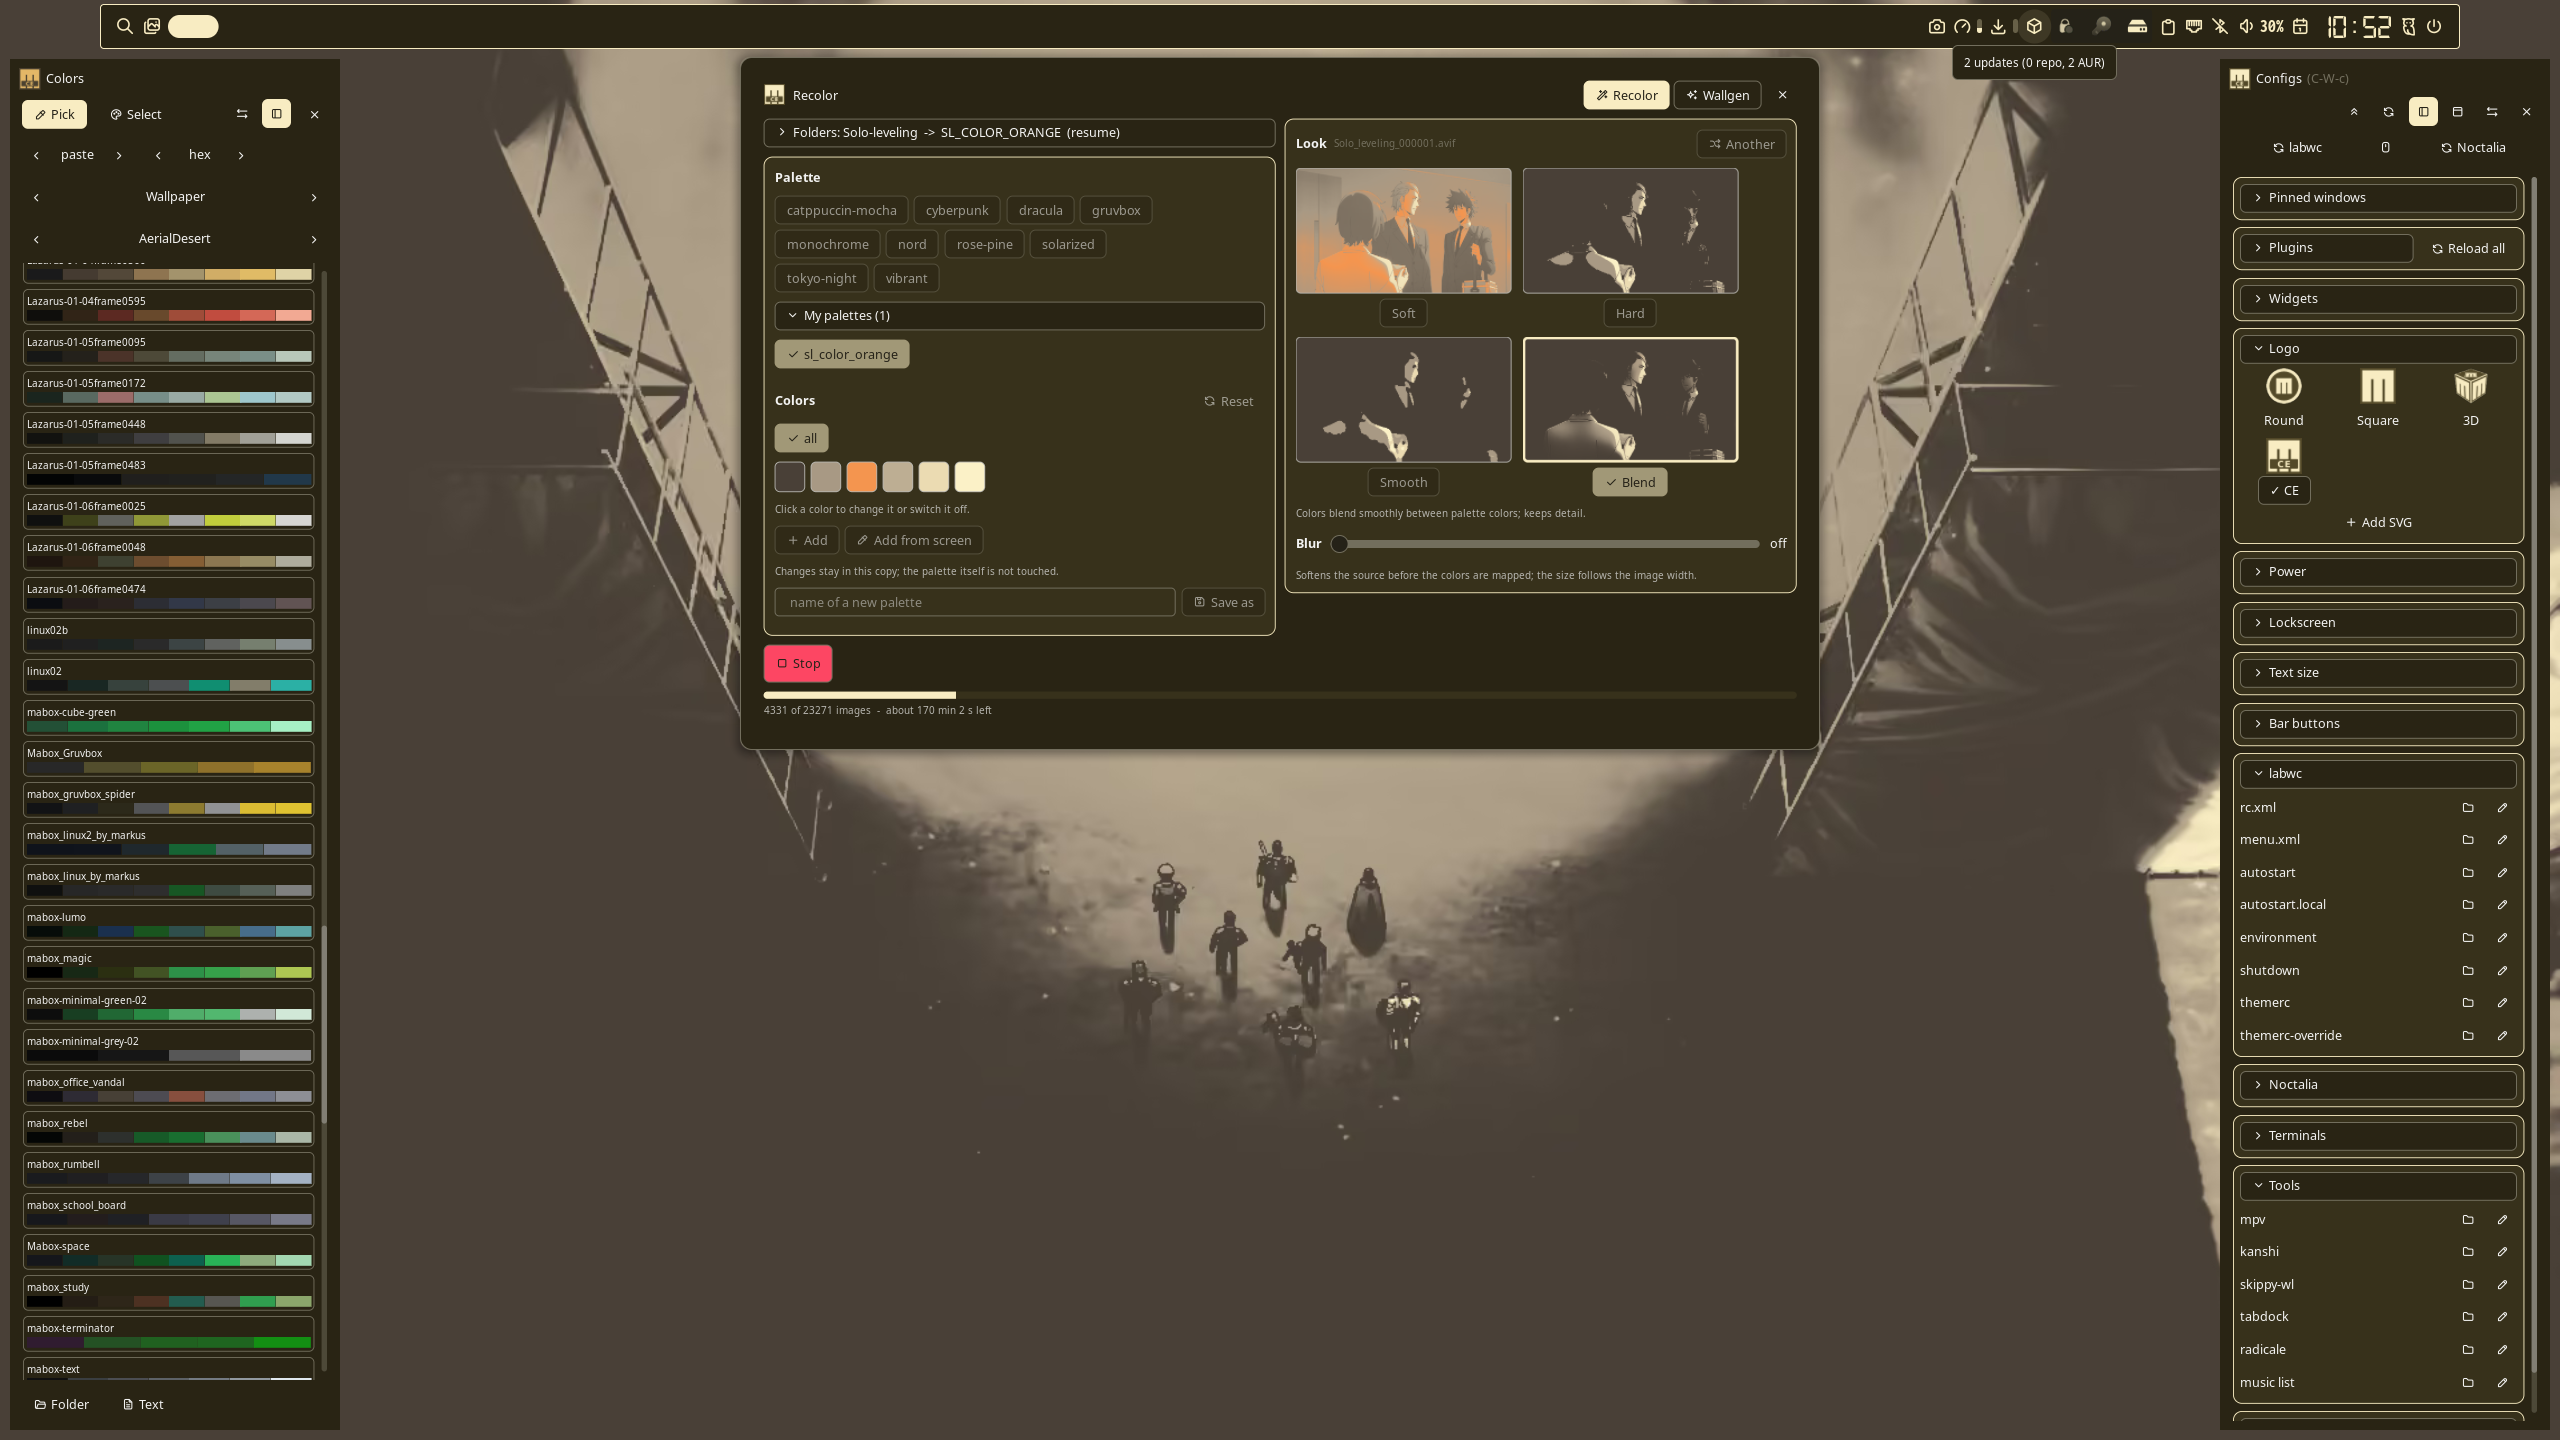 30%
10:52
2 updates (0 repo, 2 AUR)
Colors
Pick
Select
paste
hex
Wallpaper
AerialDesert
Lazarus-01-04frame0595
Lazarus-01-05frame0095
Lazarus-01-05frame0172
Lazarus-01-05frame0448
Lazarus-01-05frame0483
Lazarus-01-06frame0025
Lazarus-01-06frame0048
Lazarus-01-06frame0474
linux02b
linux02
mabox-cube-green
Mabox_Gruvbox
mabox_gruvbox_spider
mabox_linux2_by_markus
mabox_linux_by_markus
mabox-lumo
mabox_magic
mabox-minimal-green-02
mabox-minimal-grey-02
mabox_office_vandal
mabox_rebel
mabox_rumbell
mabox_school_board
Mabox-space
mabox_study
mabox-terminator
mabox-text
Folder
Text
Recolor
Recolor
Wallgen
Folders: Solo-leveling -> SL_COLOR_ORANGE (resume)
Palette
catppuccin-mocha
cyberpunk
dracula
gruvbox
monochrome
nord
rose-pine
solarized
tokyo-night
vibrant
My palettes (1)
sl_color_orange
Colors
Reset
all
Click a color to change it or switch it off.
Add
Add from screen
Changes stay in this copy; the palette itself is not touched.
name of a new palette
Save as
Look
Solo_leveling_000001.avif
Another
Soft
Hard
Smooth
Blend
Colors blend smoothly between palette colors; keeps detail.
Blur
off
Softens the source before the colors are mapped; the size follows the image width.
Stop
4331 of 23271 images - about 170 min 2 s left
Configs (C-W-c)
labwc
Noctalia
Pinned windows
Plugins
Reload all
Widgets
Logo
Round
Square
3D
CE
✓ CE
Add SVG
Power
Lockscreen
Text size
Bar buttons
labwc
rc.xml
menu.xml
autostart
autostart.local
environment
shutdown
themerc
themerc-override
Noctalia
Terminals
Tools
mpv
kanshi
skippy-wl
tabdock
radicale
music list